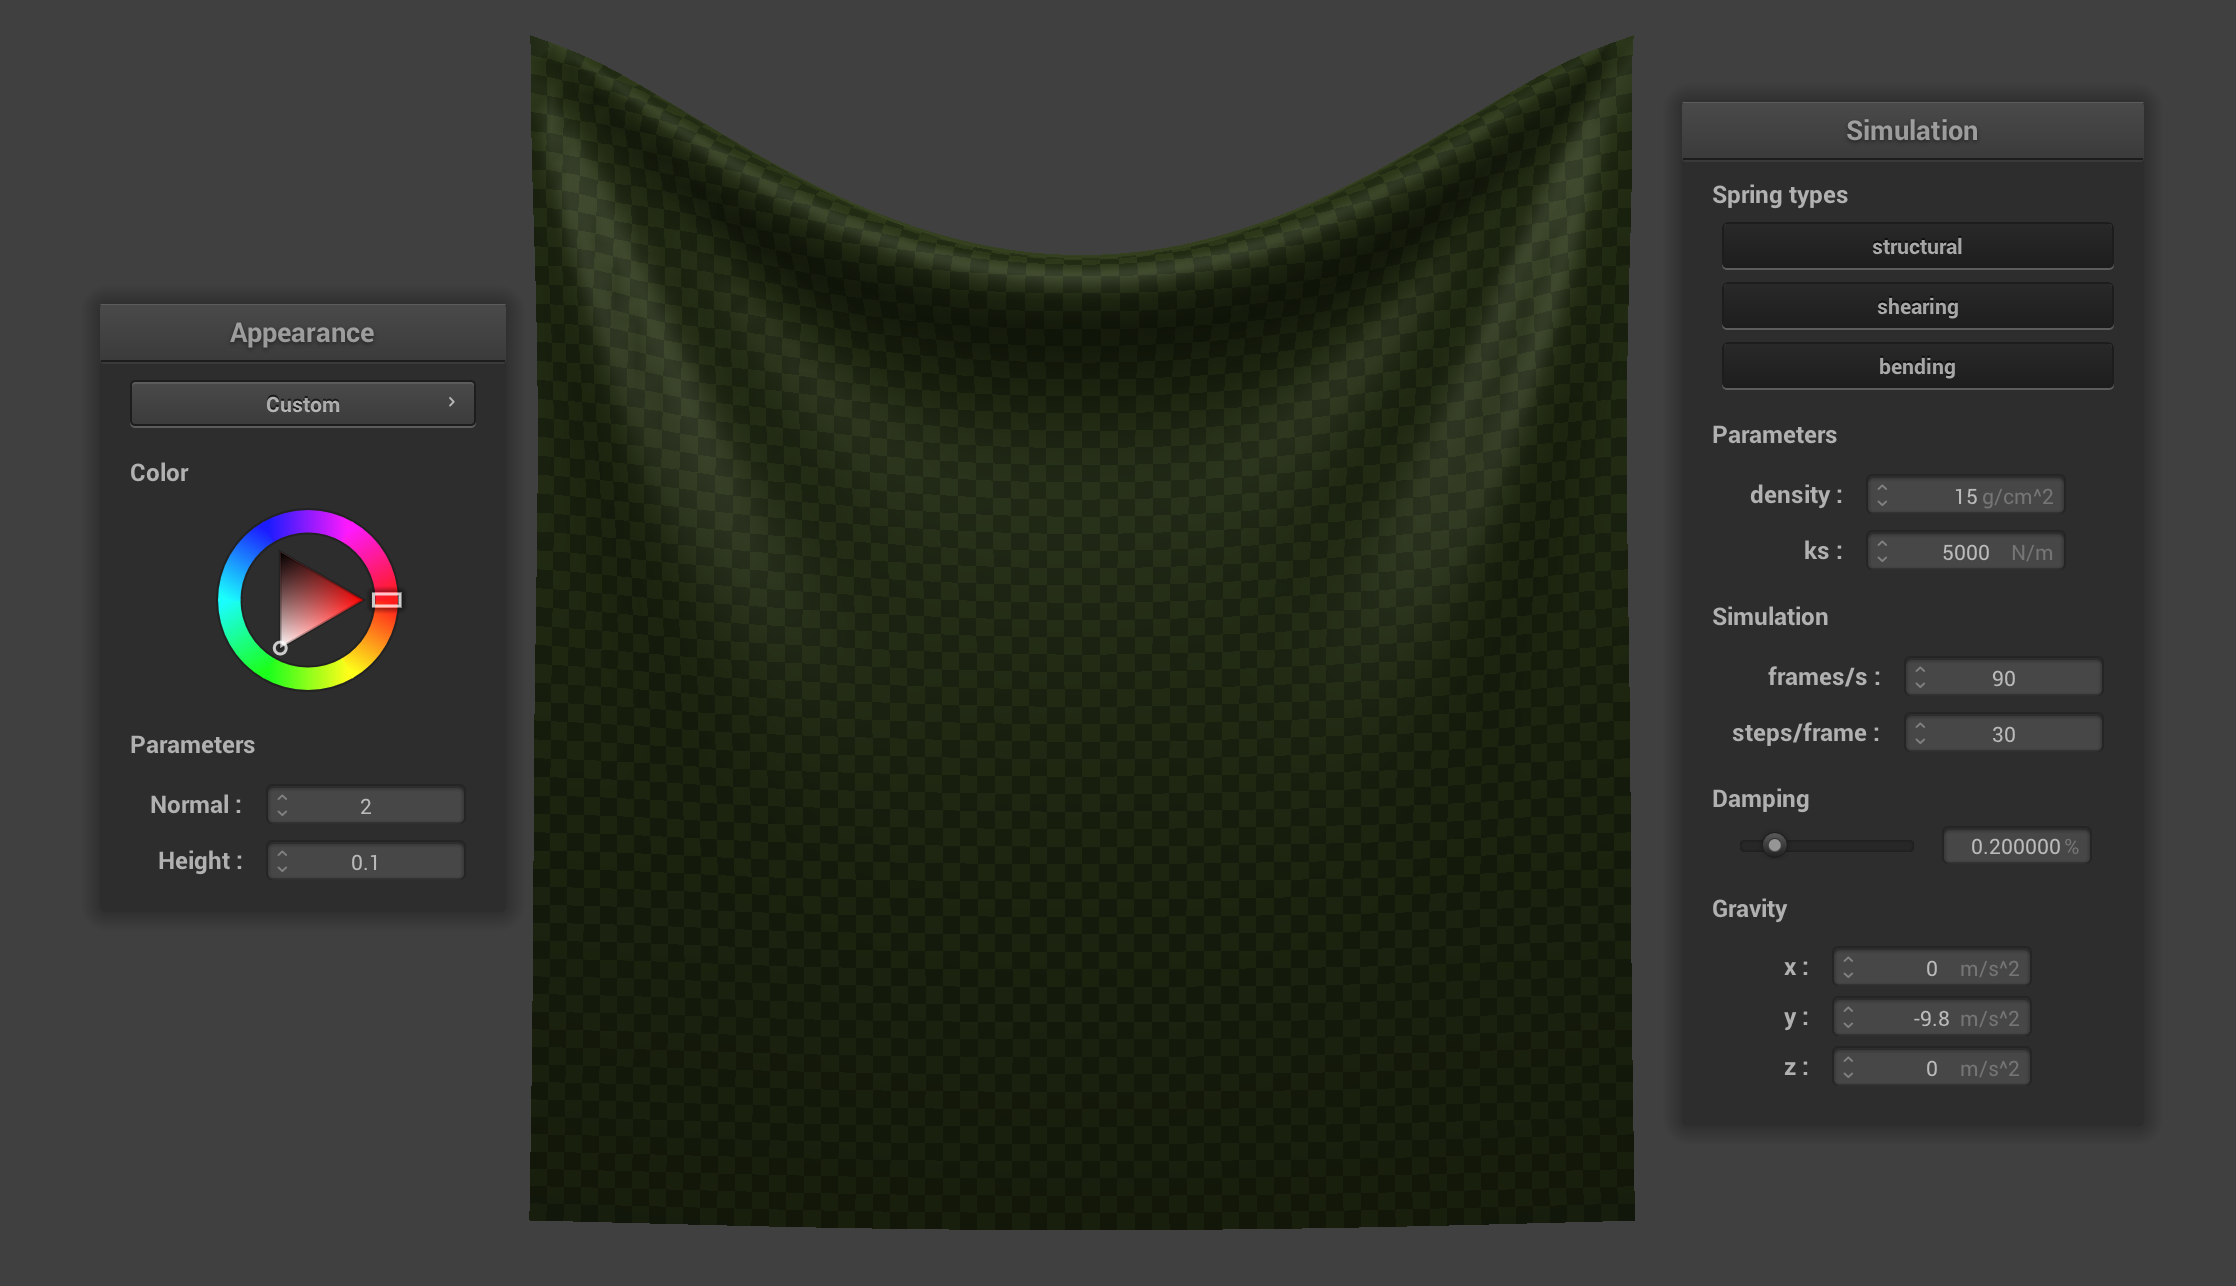 Appearance
Custom
Color
Parameters
Normal : 2
Height : 0.1
Simulation
Spring types
structural
shearing
bending
Parameters
density : 15 g/cm^2
ks : 5000 N/m
Simulation
frames/s : 90
steps/frame : 30
Damping
0.200000 %
Gravity
x : 0 m/s^2
y : -9.8 m/s^2
z : 0 m/s^2